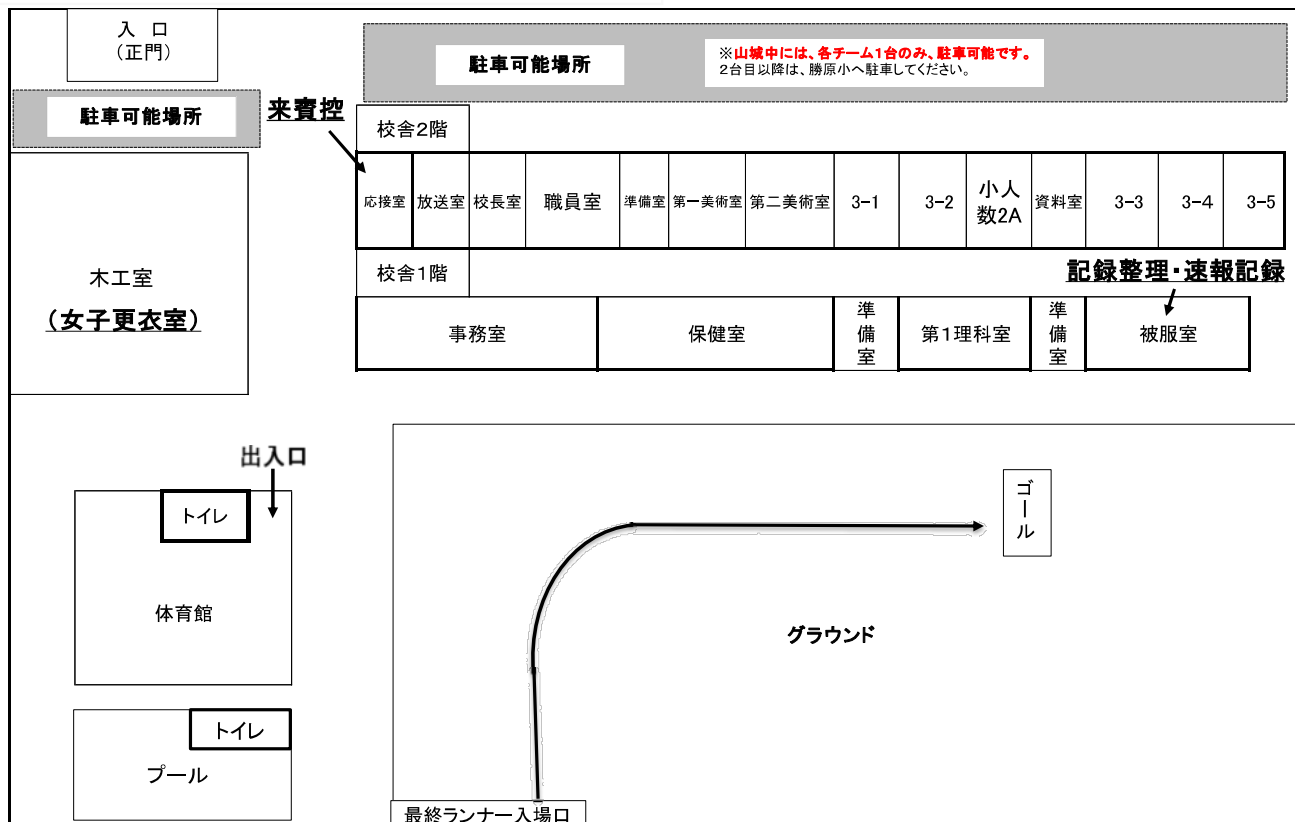 入　口
（正門）
駐車可能場所
※山城中には、各チーム1台のみ、駐車可能です。
2台目以降は、勝原小へ駐車してください。
駐車可能場所
来賓控
校舎2階
応接室
放送室
校長室
職員室
準備室
第一美術室
第二美術室
3-1
3-2
小人
数2A
資料室
3-3
3-4
3-5
校舎1階
記録整理・速報記録
木工室
（女子更衣室）
事務室
保健室
準備室
第1理科室
準備室
被服室
出入口
トイレ
体育館
ゴール
グラウンド
トイレ
プール
最終ランナー入場口